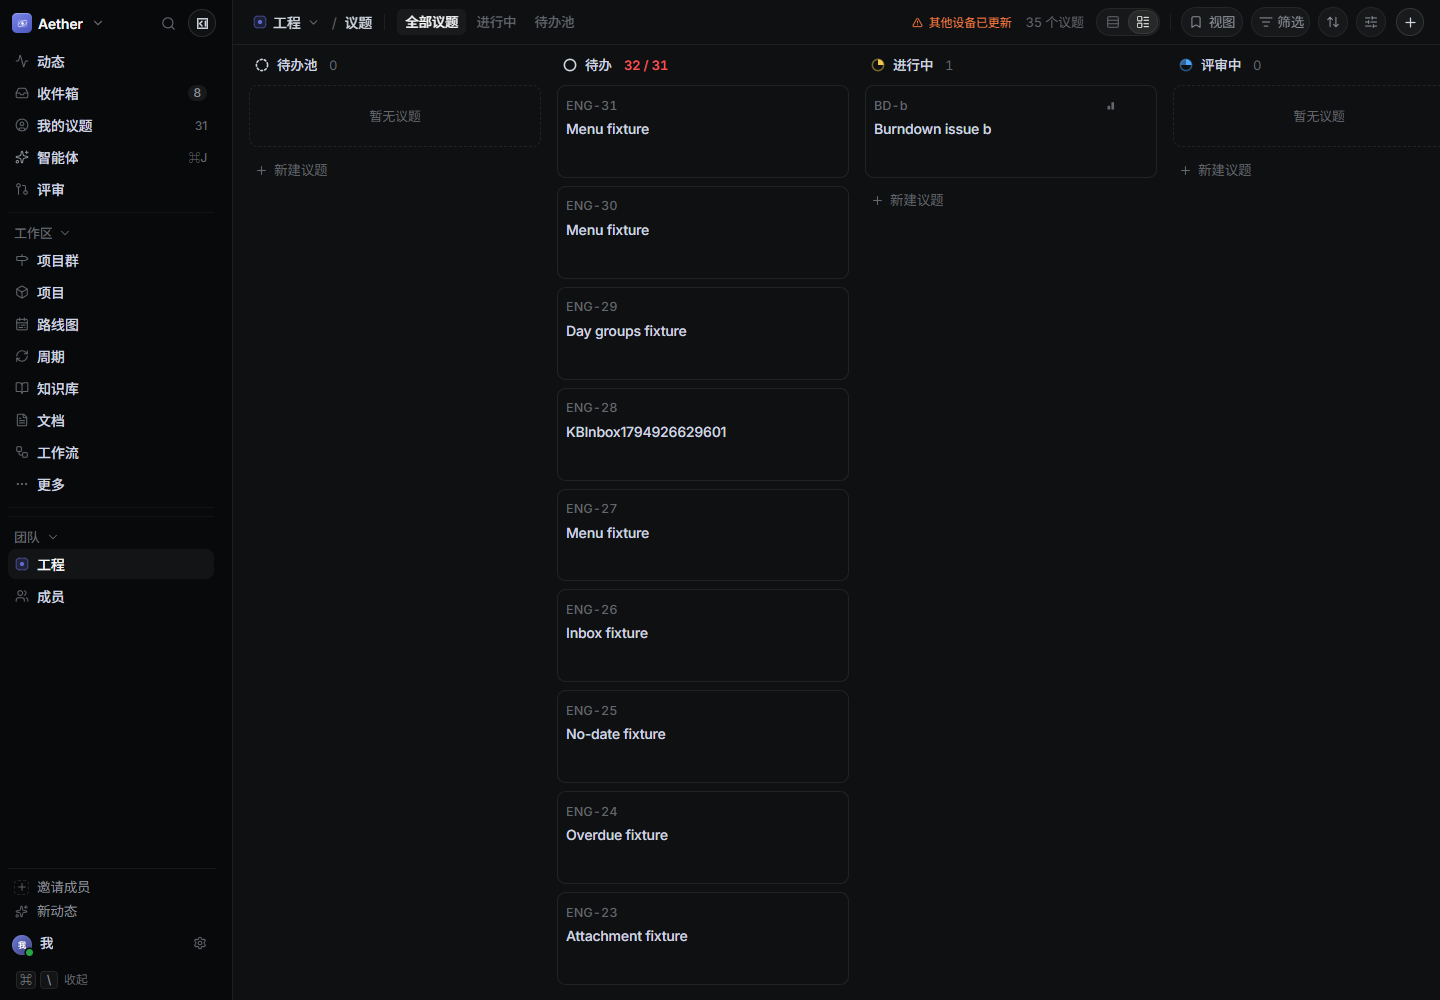 Aether
动态
收件箱 8
我的议题 31
智能体 ⌘J
评审
工作区
项目群
项目
路线图
周期
知识库
文档
工作流
更多
团队
工程
成员
邀请成员
新动态
我 我
⌘ \ 收起
工程 / 议题 全部议题 进行中 待办池 其他设备已更新 35 个议题 视图 筛选
待办池 0
暂无议题
新建议题
待办 32 / 31
ENG-31
Menu fixture
ENG-30
Menu fixture
ENG-29
Day groups fixture
ENG-28
KBInbox1794926629601
ENG-27
Menu fixture
ENG-26
Inbox fixture
ENG-25
No-date fixture
ENG-24
Overdue fixture
ENG-23
Attachment fixture
进行中 1
BD-b
Burndown issue b
新建议题
评审中 0
暂无议题
新建议题